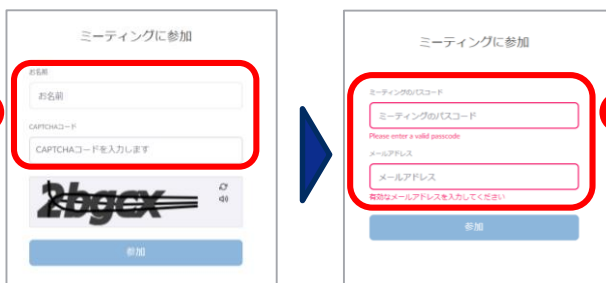 ミーティングに参加
お名前
お名前
CAPTCHAコード
CAPTCHAコードを入力します
2bgcx
参加
ミーティングに参加
ミーティングのパスコード
ミーティングのパスコード
Please enter a valid passcode
メールアドレス
メールアドレス
有効なメールアドレスを入力してください
参加